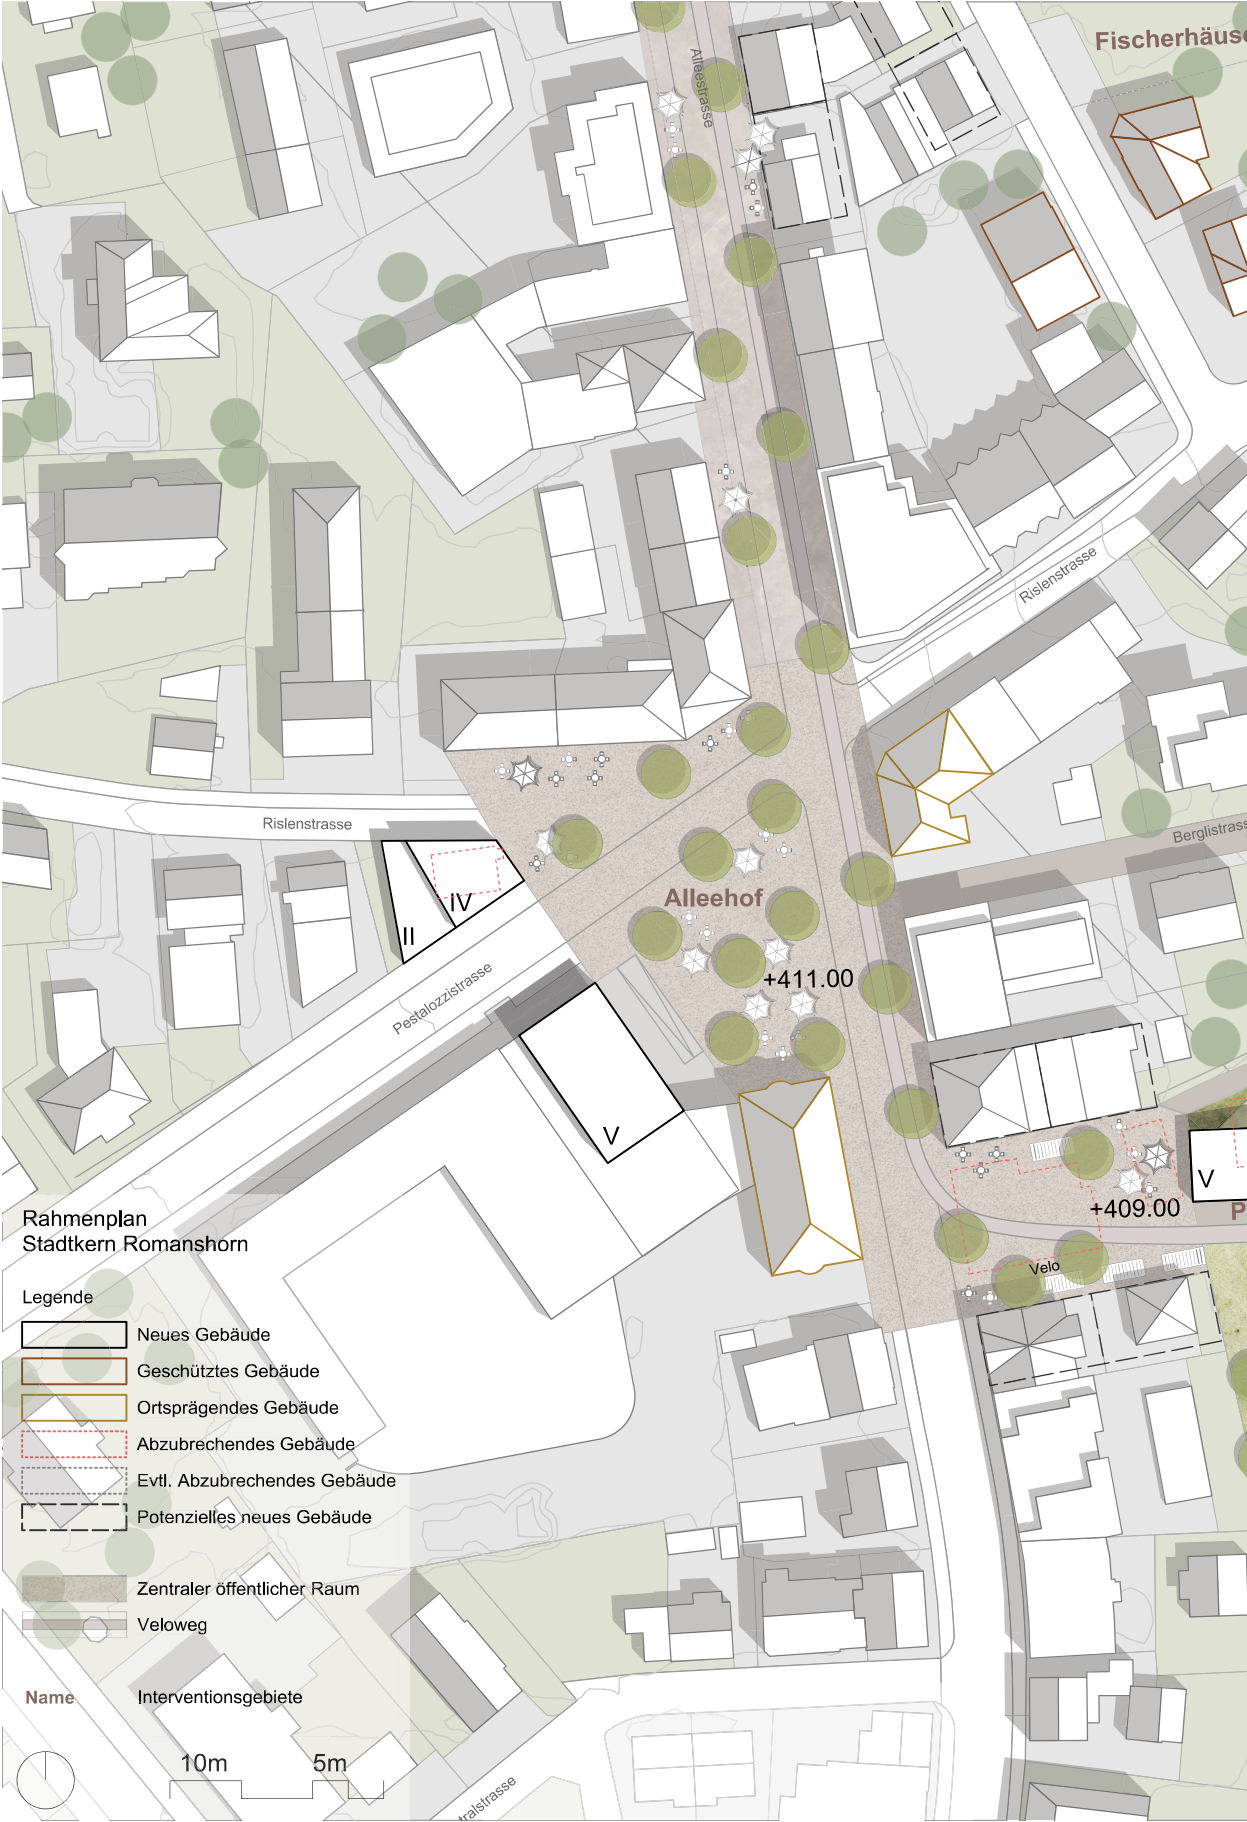 Fischerhäuse
Alleestrasse
Rislenstrasse
Rislenstrasse
Berglistrass
IV
II
Alleehof
+411.00
Pestalozzistrasse
V
V
+409.00
P
Velo
Rahmenplan
Stadtkern Romanshorn
Legende
Neues Gebäude
Geschütztes Gebäude
Ortsprägendes Gebäude
Abzubrechendes Gebäude
Evtl. Abzubrechendes Gebäude
Potenzielles neues Gebäude
Zentraler öffentlicher Raum
Veloweg
Name Interventionsgebiete
10m 5m
tralstrasse